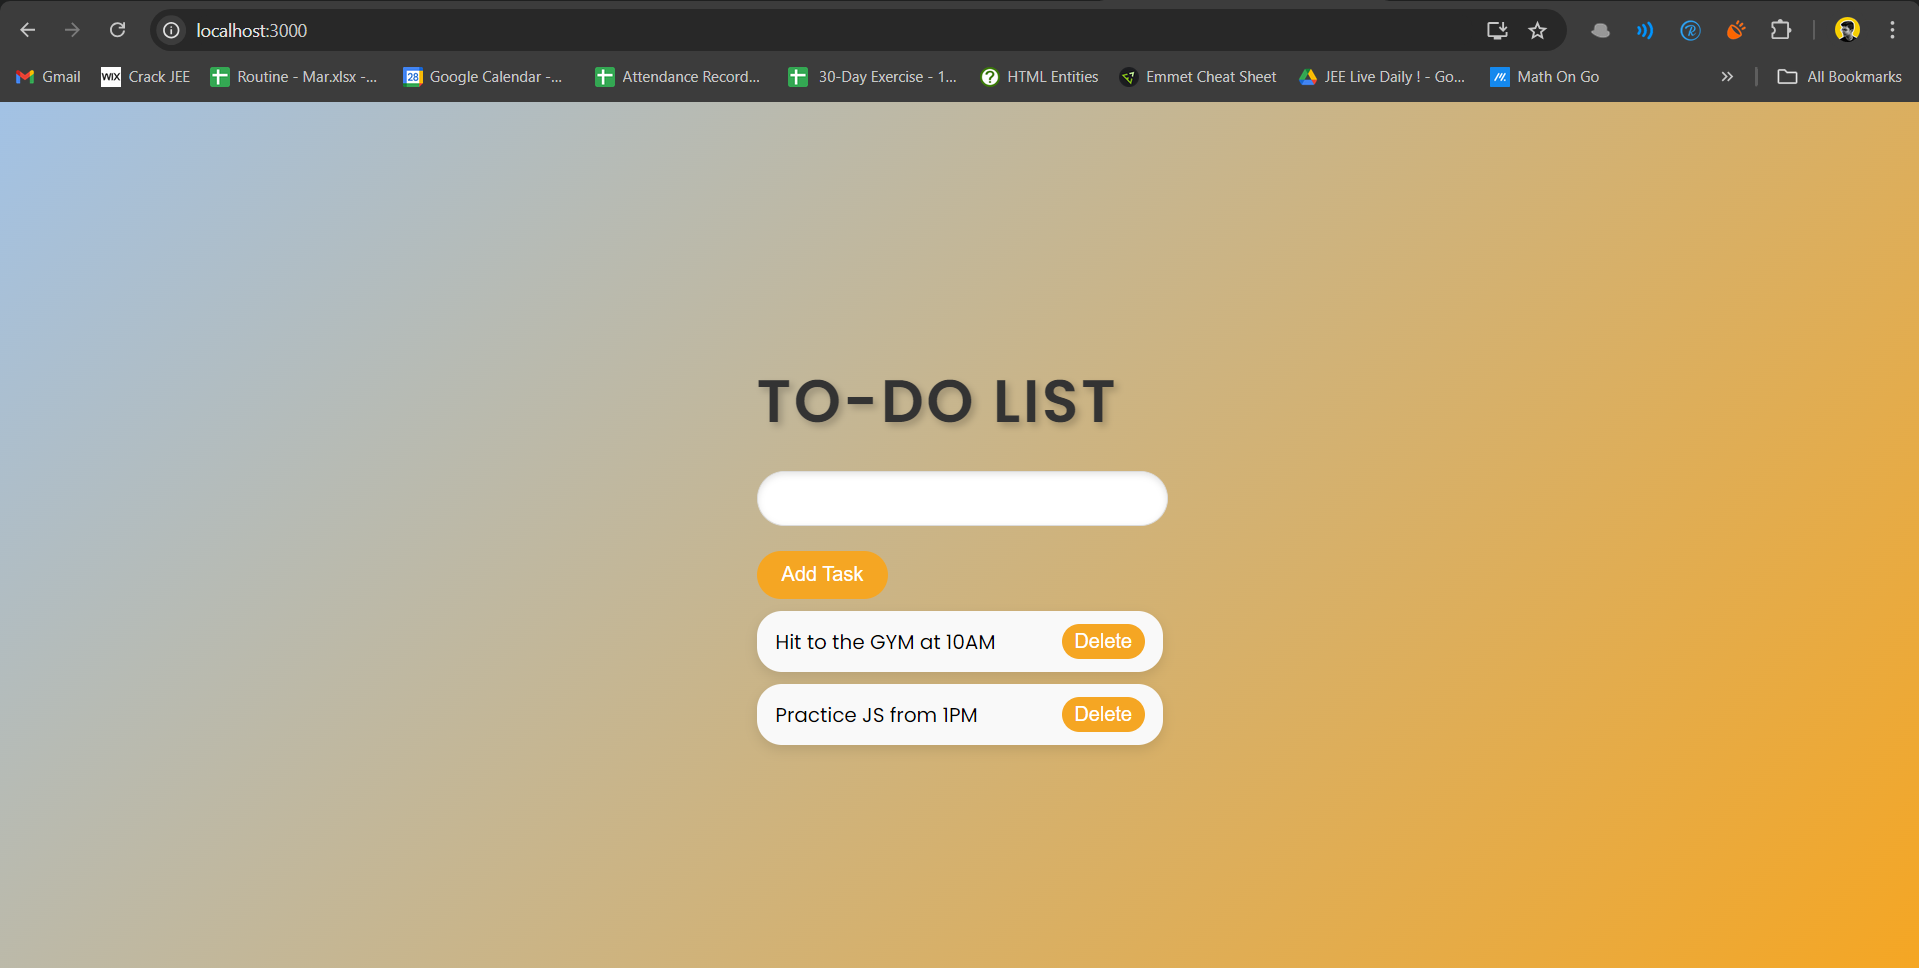 localhost:3000
Gmail WIX Crack JEE Routine - Mar.xlsx -... 28 Google Calendar -... Attendance Record... 30-Day Exercise - 1... ? HTML Entities Emmet Cheat Sheet JEE Live Daily ! - Go... Math On Go » All Bookmarks
TO-DO LIST
Add Task
Hit to the GYM at 10AM Delete
Practice JS from 1PM Delete